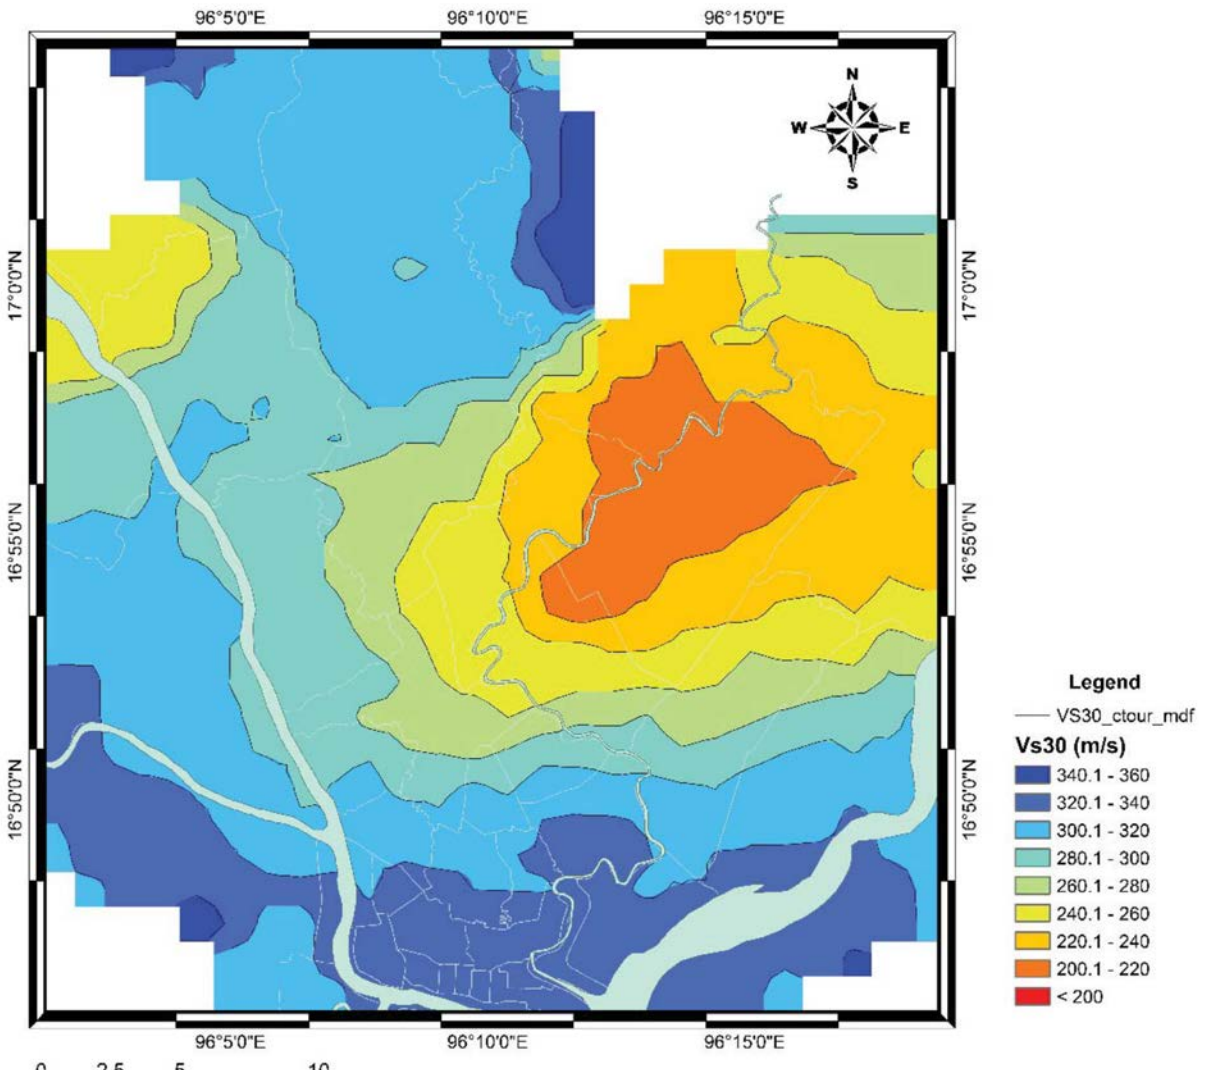 96°5'0"E 96°10'0"E 96°15'0"E
N
W E
S
17°0'0"N 17°0'0"N
16°55'0"N 16°55'0"N
16°50'0"N 16°50'0"N
Legend
VS30_ctour_mdf
Vs30 (m/s)
340.1 - 360
320.1 - 340
300.1 - 320
280.1 - 300
260.1 - 280
240.1 - 260
220.1 - 240
200.1 - 220
< 200
96°5'0"E 96°10'0"E 96°15'0"E
0 2.5 5 10